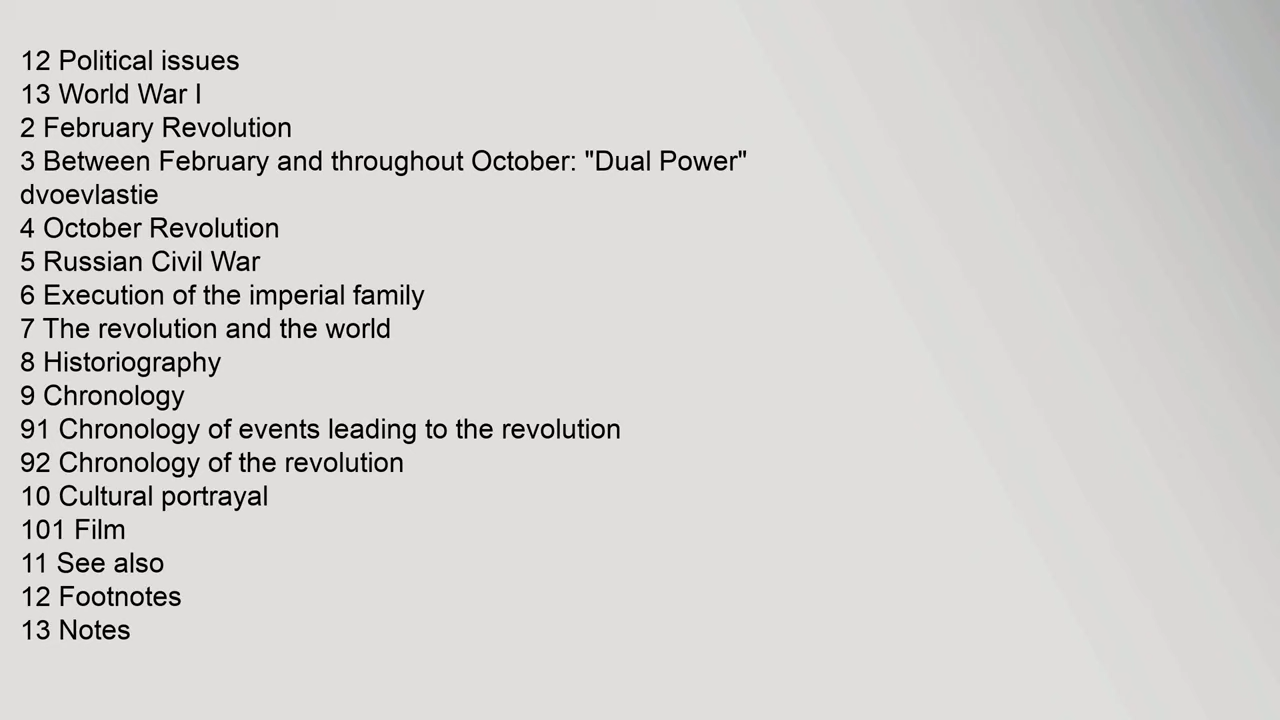 12 Political issues
13 World War I
2 February Revolution
3 Between February and throughout October: "Dual Power"
dvoevlastie
4 October Revolution
5 Russian Civil War
6 Execution of the imperial family
7 The revolution and the world
8 Historiography
9 Chronology
91 Chronology of events leading to the revolution
92 Chronology of the revolution
10 Cultural portrayal
101 Film
11 See also
12 Footnotes
13 Notes